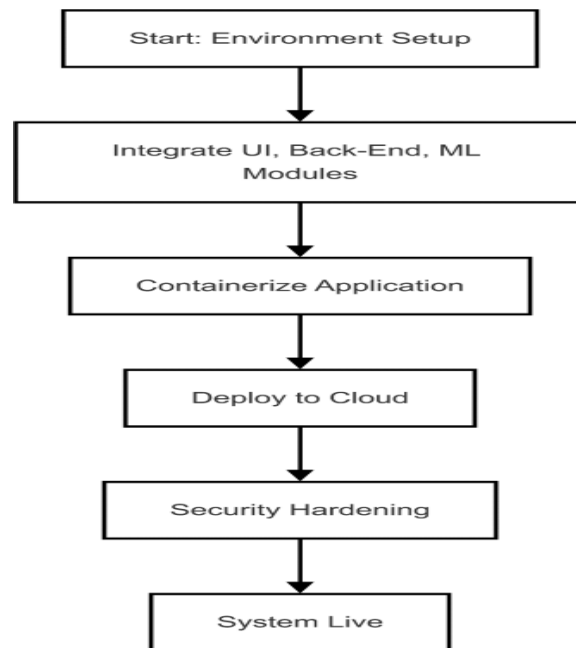 Start: Environment Setup
Integrate UI, Back-End, ML
Modules
Containerize Application
Deploy to Cloud
Security Hardening
System Live